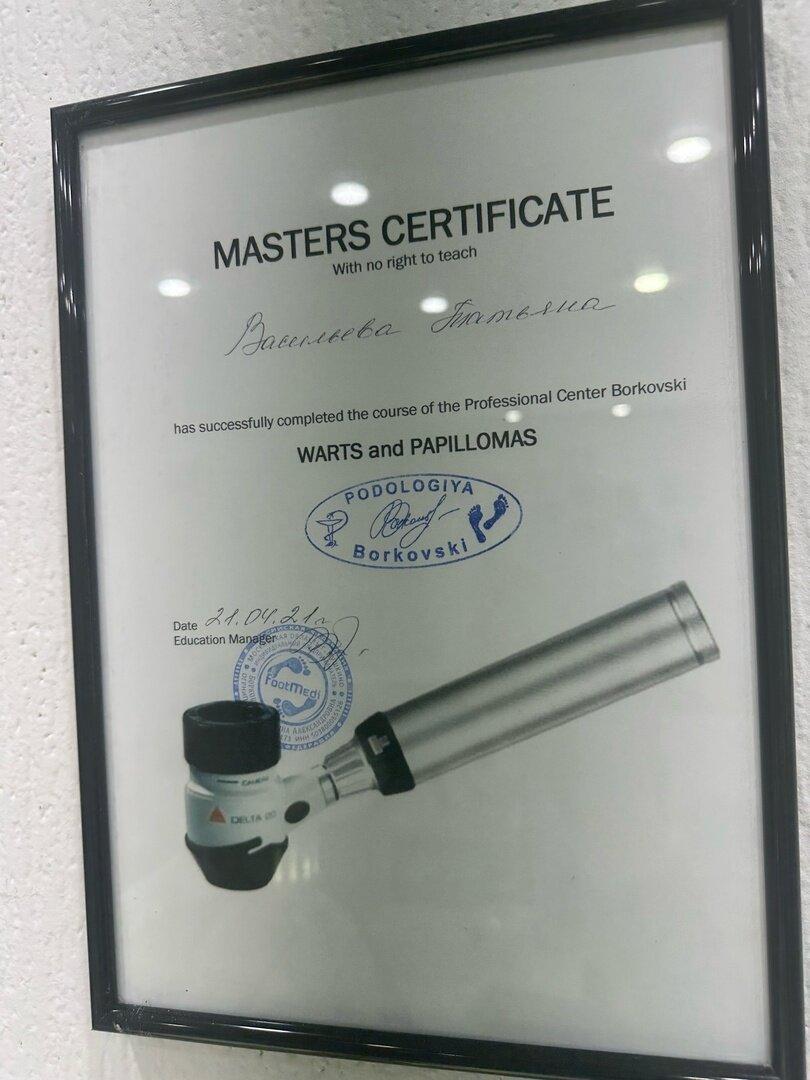 MASTERS CERTIFICATE
With no right to teach
Васильева Татьяна
has successfully completed the course of the Professional Center Borkovski
WARTS and PAPILLOMAS
PODOLOGIYA
Borkovski
Date 21.04.21г
Education Manager
FootMedi
DELTA 20